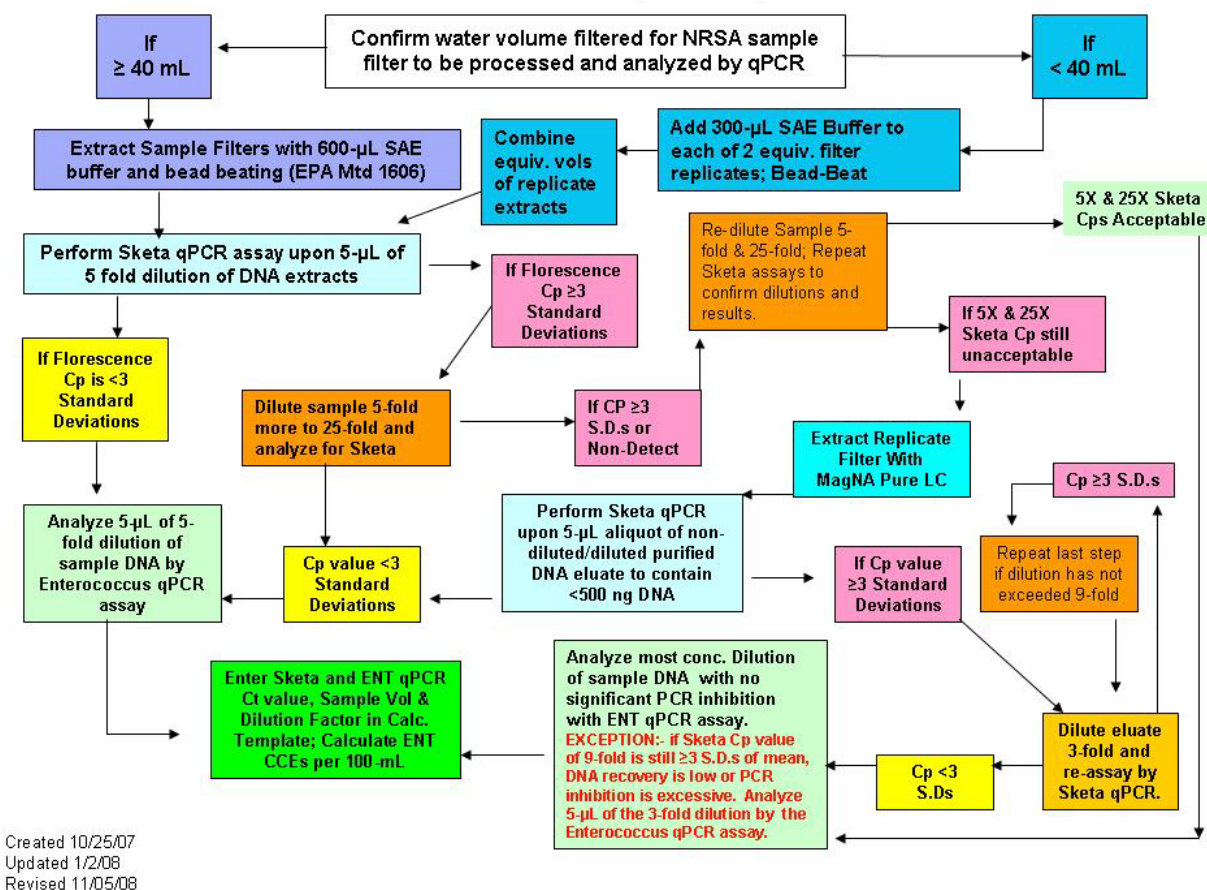 If
≥ 40 mL
Confirm water volume filtered for NRSA sample
filter to be processed and analyzed by qPCR
If
< 40 mL
Extract Sample Filters with 600-µL SAE
buffer and bead beating (EPA Mtd 1606)
Combine
equiv. vols
of replicate
extracts
Add 300-µL SAE Buffer to
each of 2 equiv. filter
replicates; Bead-Beat
5X & 25X Sketa
Cps Acceptable
Perform Sketa qPCR assay upon 5-µL of
5 fold dilution of DNA extracts
If Florescence
Cp ≥3
Standard
Deviations
Re-dilute Sample 5-
fold & 25-fold; Repeat
Sketa assays to
confirm dilutions and
results.
If 5X & 25X
Sketa Cp still
unacceptable
If Florescence
Cp is <3
Standard
Deviations
Dilute sample 5-fold
more to 25-fold and
analyze for Sketa
If CP ≥3
S.D.s or
Non-Detect
Extract Replicate
Filter With
MagNA Pure LC
Cp ≥3 S.D.s
Analyze 5-µL of 5-
fold dilution of
sample DNA by
Enterococcus qPCR
assay
Cp value <3
Standard
Deviations
Perform Sketa qPCR
upon 5-µL aliquot of non-
diluted/diluted purified
DNA eluate to contain
<500 ng DNA
If Cp value
≥3 Standard
Deviations
Repeat last step
if dilution has not
exceeded 9-fold
Enter Sketa and ENT qPCR
Ct value, Sample Vol &
Dilution Factor in Calc.
Template; Calculate ENT
CCEs per 100-mL
Analyze most conc. Dilution
of sample DNA with no
significant PCR inhibition
with ENT qPCR assay.
EXCEPTION:- if Sketa Cp value
of 9-fold is still ≥3 S.D.s of mean,
DNA recovery is low or PCR
inhibition is excessive. Analyze
5-µL of the 3-fold dilution by the
Enterococcus qPCR assay.
Cp <3
S.Ds
Dilute eluate
3-fold and
re-assay by
Sketa qPCR.
Created 10/25/07
Updated 1/2/08
Revised 11/05/08